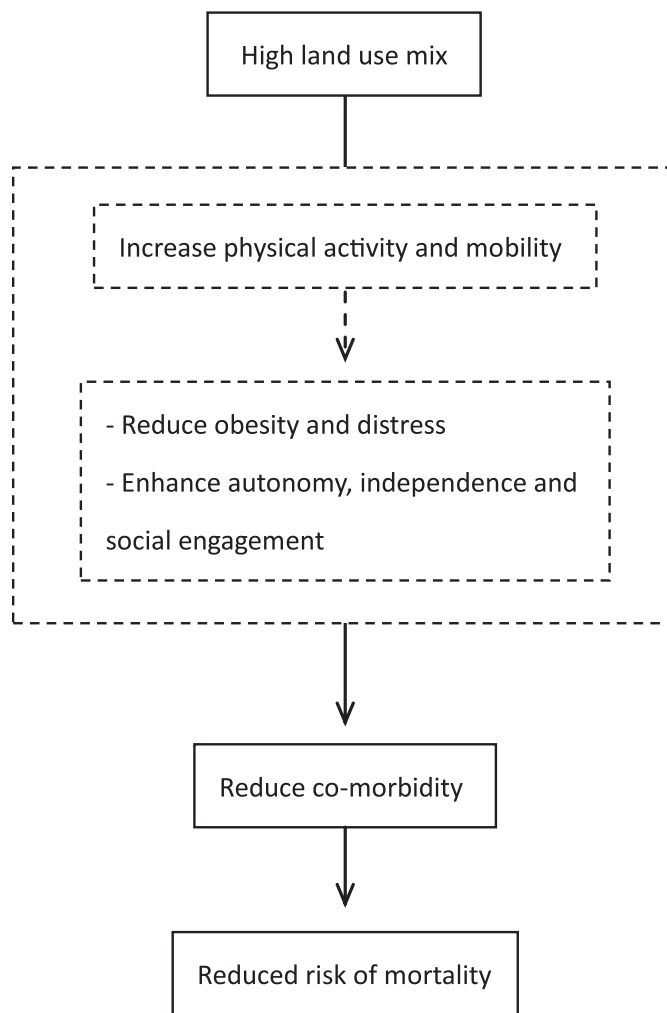 High land use mix
Increase physical activity and mobility
- Reduce obesity and distress
- Enhance autonomy, independence and
social engagement
Reduce co-morbidity
Reduced risk of mortality